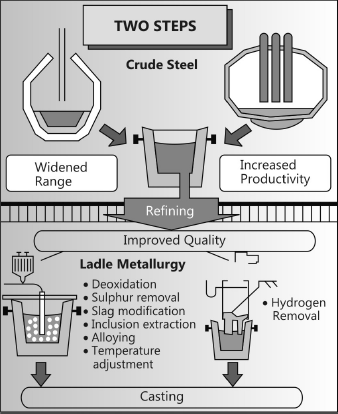 TWO STEPS
Crude Steel
Widened
Range
Increased
Productivity
Refining
Improved Quality
Ladle Metallurgy
• Deoxidation
• Sulphur removal
• Slag modification
• Inclusion extraction
• Alloying
• Temperature
adjustment
• Hydrogen
Removal
Casting